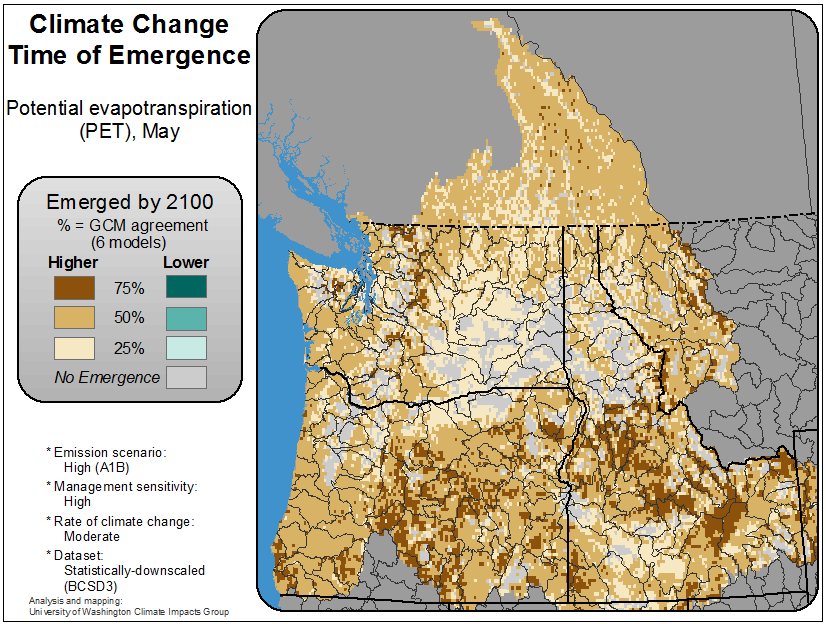 Climate Change
Time of Emergence
Potential evapotranspiration
(PET), May
Emerged by 2100
% = GCM agreement
(6 models)
Higher Lower
75%
50%
25%
No Emergence
* Emission scenario:
High (A1B)
* Management sensitivity:
High
* Rate of climate change:
Moderate
* Dataset:
Statistically-downscaled
(BCSD3)
Analysis and mapping:
University of Washington Climate Impacts Group